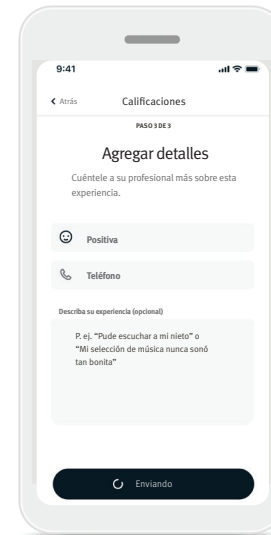 9:41
Atrás
Calificaciones
PASO 3 DE 3
Agregar detalles
Cuéntele a su profesional más sobre esta
experiencia.
Positiva
Teléfono
Describa su experiencia (opcional)
P. ej. “Pude escuchar a mi nieto” o
“Mi selección de música nunca sonó
tan bonita”
Enviando